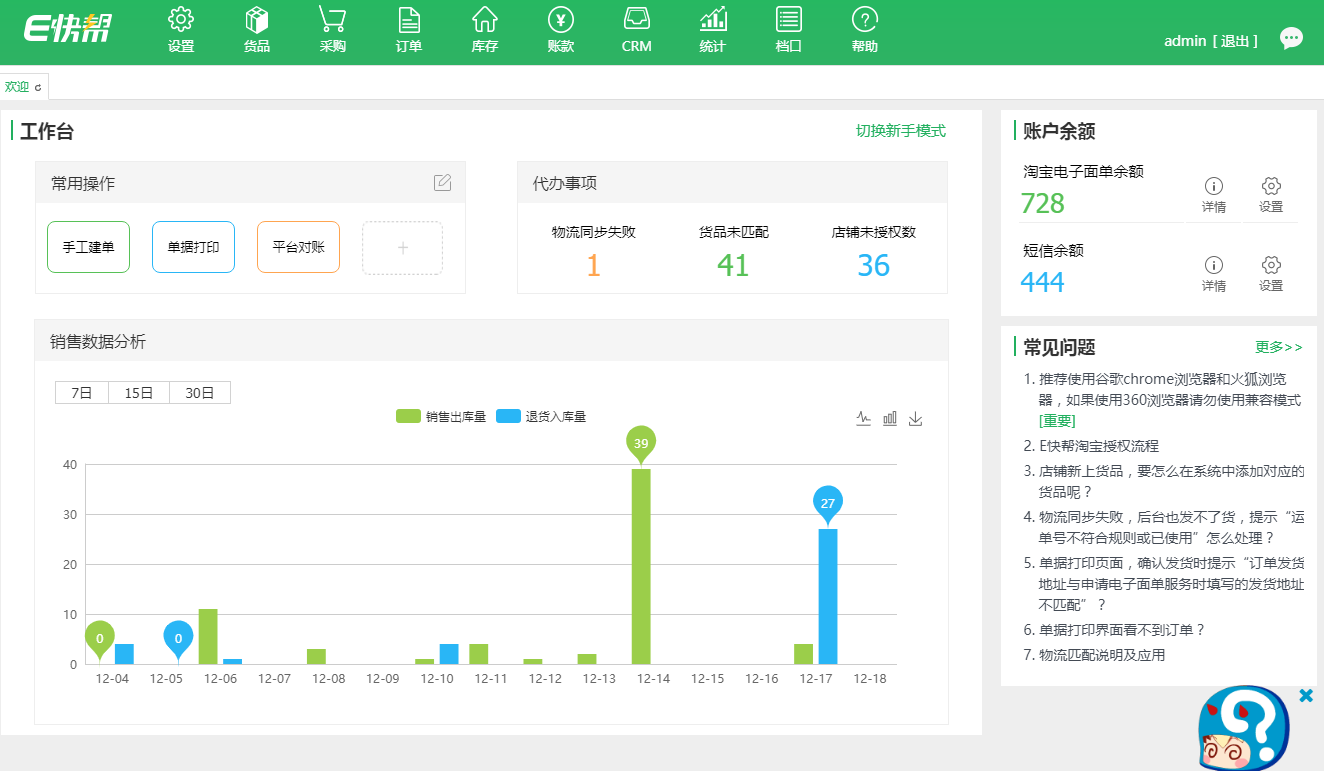 E快帮
设置
货品
采购
订单
库存
账款
CRM
统计
档口
帮助
admin [ 退出 ]
欢迎
工作台
切换新手模式
常用操作
手工建单
单据打印
平台对账
+
代办事项
物流同步失败
货品未匹配
店铺未授权数
1
41
36
销售数据分析
7日
15日
30日
销售出库量
退货入库量
40
30
20
10
0
0
0
39
27
12-04
12-05
12-06
12-07
12-08
12-09
12-10
12-11
12-12
12-13
12-14
12-15
12-16
12-17
12-18
账户余额
淘宝电子面单余额
728
详情
设置
短信余额
444
详情
设置
常见问题
更多>>
1. 推荐使用谷歌chrome浏览器和火狐浏览
器，如果使用360浏览器请勿使用兼容模式
[重要]
2. E快帮淘宝授权流程
3. 店铺新上货品，要怎么在系统中添加对应的
货品呢？
4. 物流同步失败，后台也发不了货，提示“运
单号不符合规则或已使用”怎么处理？
5. 单据打印页面，确认发货时提示“订单发货
地址与申请电子面单服务时填写的发货地址
不匹配”？
6. 单据打印界面看不到订单？
7. 物流匹配说明及应用